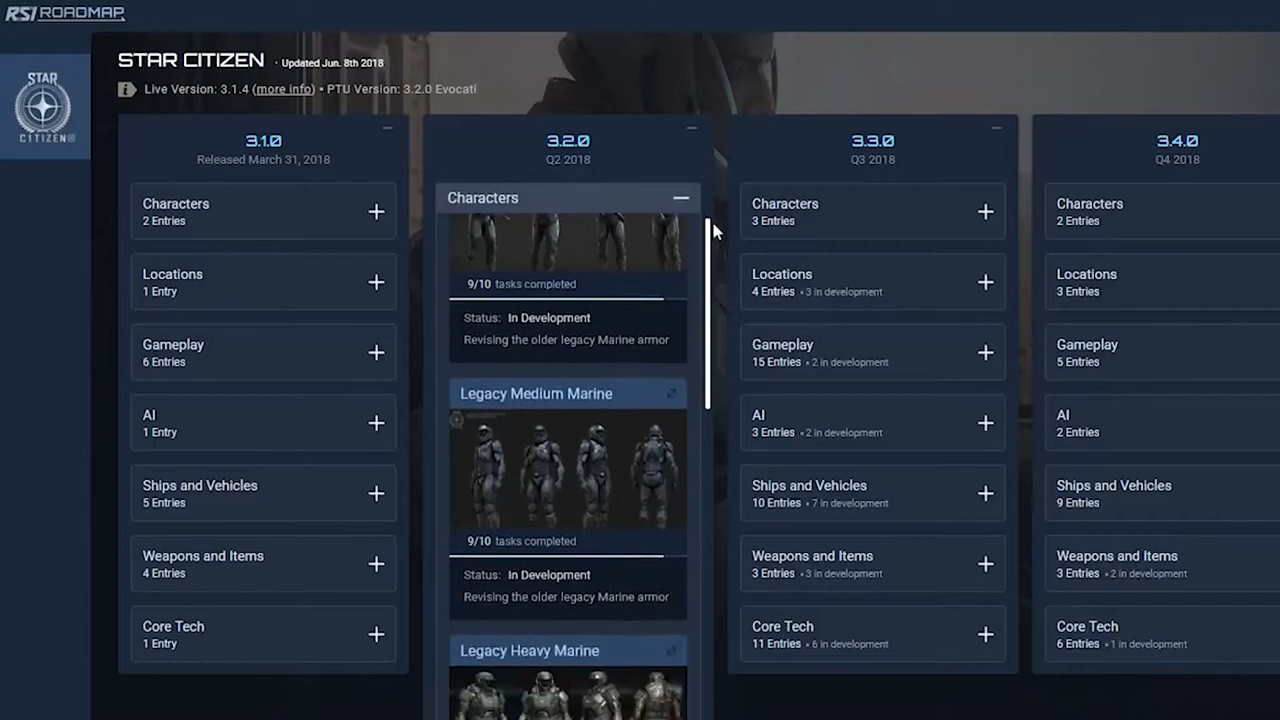 RSI ROADMAP
STAR CITIZEN · Updated Jun. 8th 2018
Live Version: 3.1.4 (more info) • PTU Version: 3.2.0 Evocati
STAR
CITIZEN
3.1.0
Released March 31, 2018
Characters
2 Entries
Locations
1 Entry
Gameplay
6 Entries
AI
1 Entry
Ships and Vehicles
5 Entries
Weapons and Items
4 Entries
Core Tech
1 Entry
3.2.0
Q2 2018
Characters
9/10 tasks completed
Status: In Development
Revising the older legacy Marine armor
Legacy Medium Marine
9/10 tasks completed
Status: In Development
Revising the older legacy Marine armor
Legacy Heavy Marine
3.3.0
Q3 2018
Characters
3 Entries
Locations
4 Entries • 3 in development
Gameplay
15 Entries • 2 in development
AI
3 Entries • 2 in development
Ships and Vehicles
10 Entries • 7 in development
Weapons and Items
3 Entries • 3 in development
Core Tech
11 Entries • 6 in development
3.4.0
Q4 2018
Characters
2 Entries
Locations
3 Entries
Gameplay
5 Entries
AI
2 Entries
Ships and Vehicles
9 Entries
Weapons and Items
3 Entries • 2 in development
Core Tech
6 Entries • 1 in development